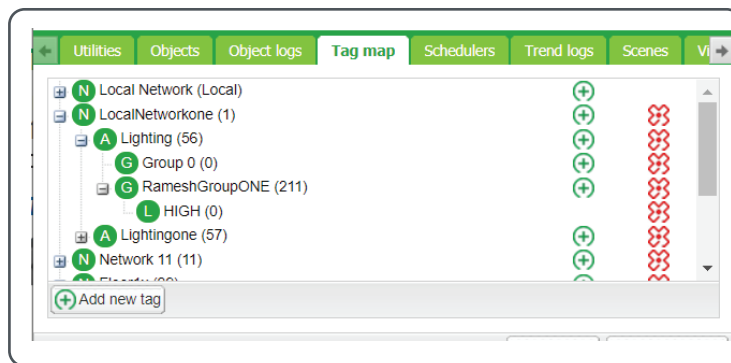 Utilities Objects Object logs Tag map Schedulers Trend logs Scenes Vi
N Local Network (Local)
N LocalNetworkone (1)
A Lighting (56)
G Group 0 (0)
G RameshGroupONE (211)
L HIGH (0)
A Lightingone (57)
N Network 11 (11)
Add new tag